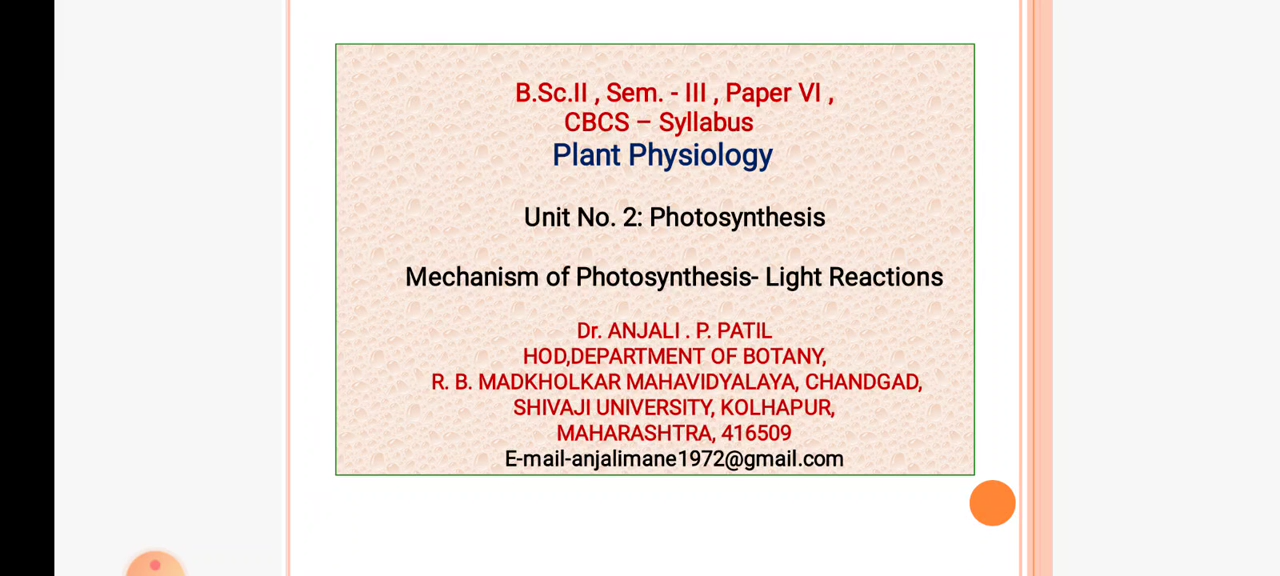 B.Sc.II , Sem. - III , Paper VI ,
CBCS – Syllabus
Plant Physiology
Unit No. 2: Photosynthesis
Mechanism of Photosynthesis- Light Reactions
Dr. ANJALI . P. PATIL
HOD,DEPARTMENT OF BOTANY,
R. B. MADKHOLKAR MAHAVIDYALAYA, CHANDGAD,
SHIVAJI UNIVERSITY, KOLHAPUR,
MAHARASHTRA, 416509
E-mail-anjalimane1972@gmail.com